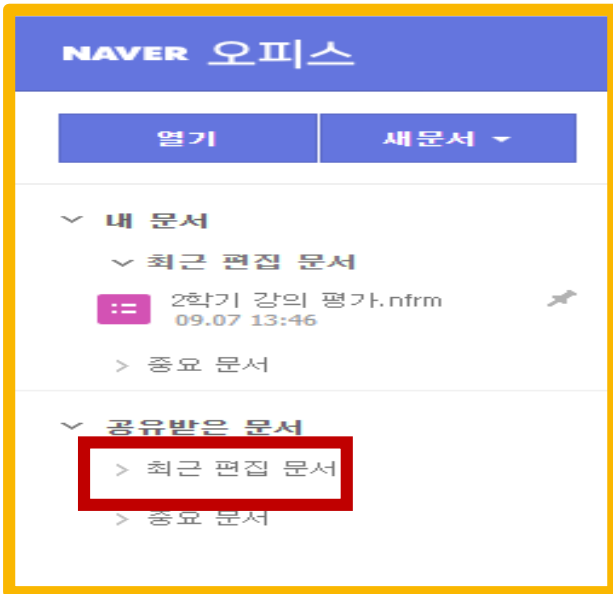 NAVER 오피스
열기 새문서
내 문서
최근 편집 문서
2학기 강의 평가.nfrm
09.07 13:46
중요 문서
공유받은 문서
최근 편집 문서
중요 문서